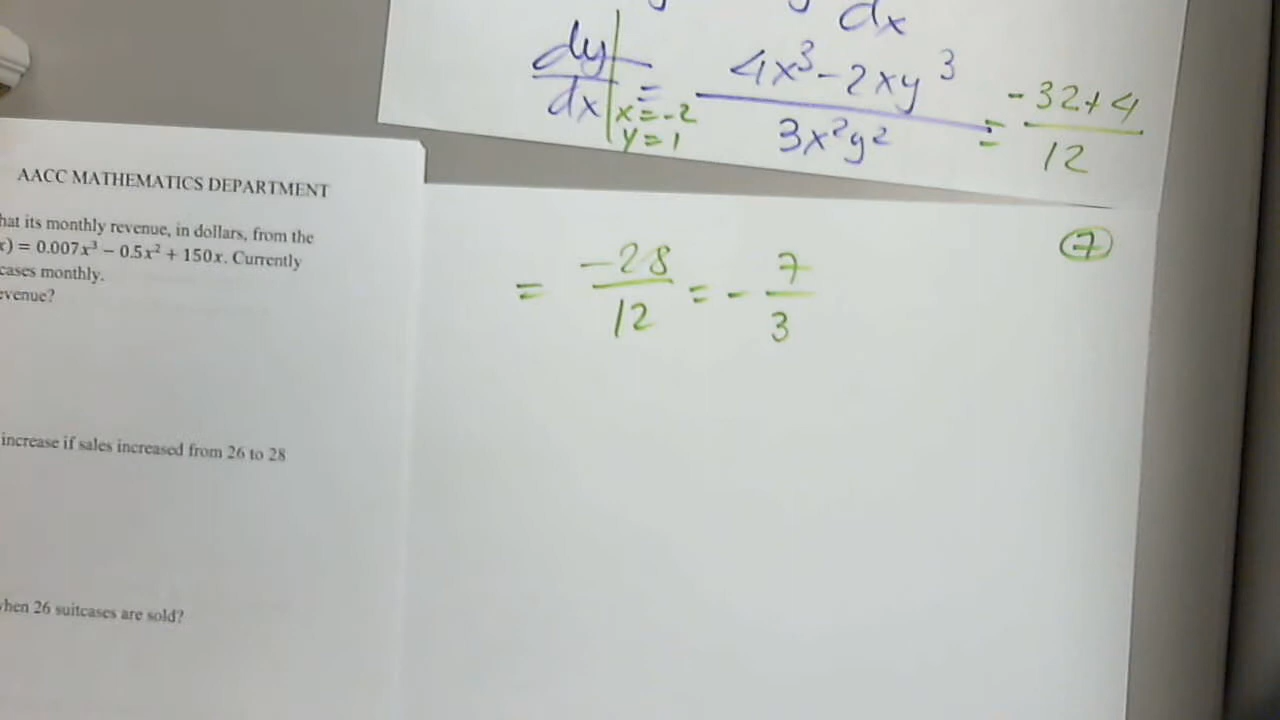 dx
dy/dx | x=-2 y=1 = (4x³ - 2xy³)/(3x²y²) = (-32+4)/12
= -28/12 = -7/3
⑦
AACC MATHEMATICS DEPARTMENT
hat its monthly revenue, in dollars, from the
x) = 0.007x³ − 0.5x² + 150x. Currently
cases monthly.
evenue?
increase if sales increased from 26 to 28
when 26 suitcases are sold?